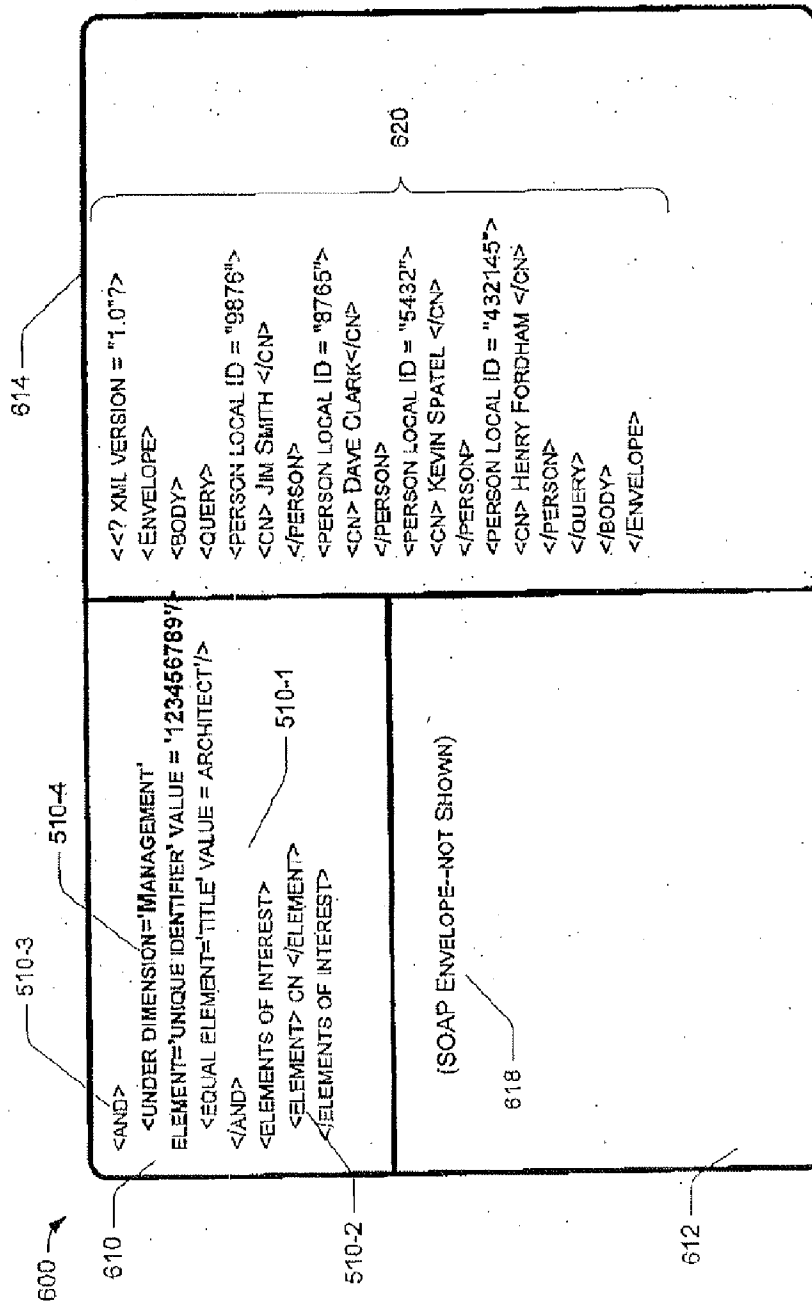 600
610
510-3
510-4
<AND>
<UNDER DIMENSION='MANAGEMENT'
ELEMENT='UNIQUE IDENTIFIER' VALUE = '123456789'/>
<EQUAL ELEMENT='TITLE' VALUE = ARCHITECT'/>
</AND>
<ELEMENTS OF INTEREST>
<ELEMENT> CN </ELEMENT>
</ELEMENTS OF INTEREST>
510-1
510-2
(SOAP ENVELOPE--NOT SHOWN)
618
612
614
<<? XML VERSION = "1.0"?>
<ENVELOPE>
<BODY>
<QUERY>
<PERSON LOCAL ID = "9876">
<CN> JIM SMITH </CN>
</PERSON>
<PERSON LOCAL ID = "8765">
<CN> DAVE CLARK</CN>
</PERSON>
<PERSON LOCAL ID = "5432">
<CN> KEVIN SPATEL </CN>
</PERSON>
<PERSON LOCAL ID = "432145">
<CN> HENRY FORDHAM </CN>
</PERSON>
</QUERY>
</BODY>
</ENVELOPE>
620